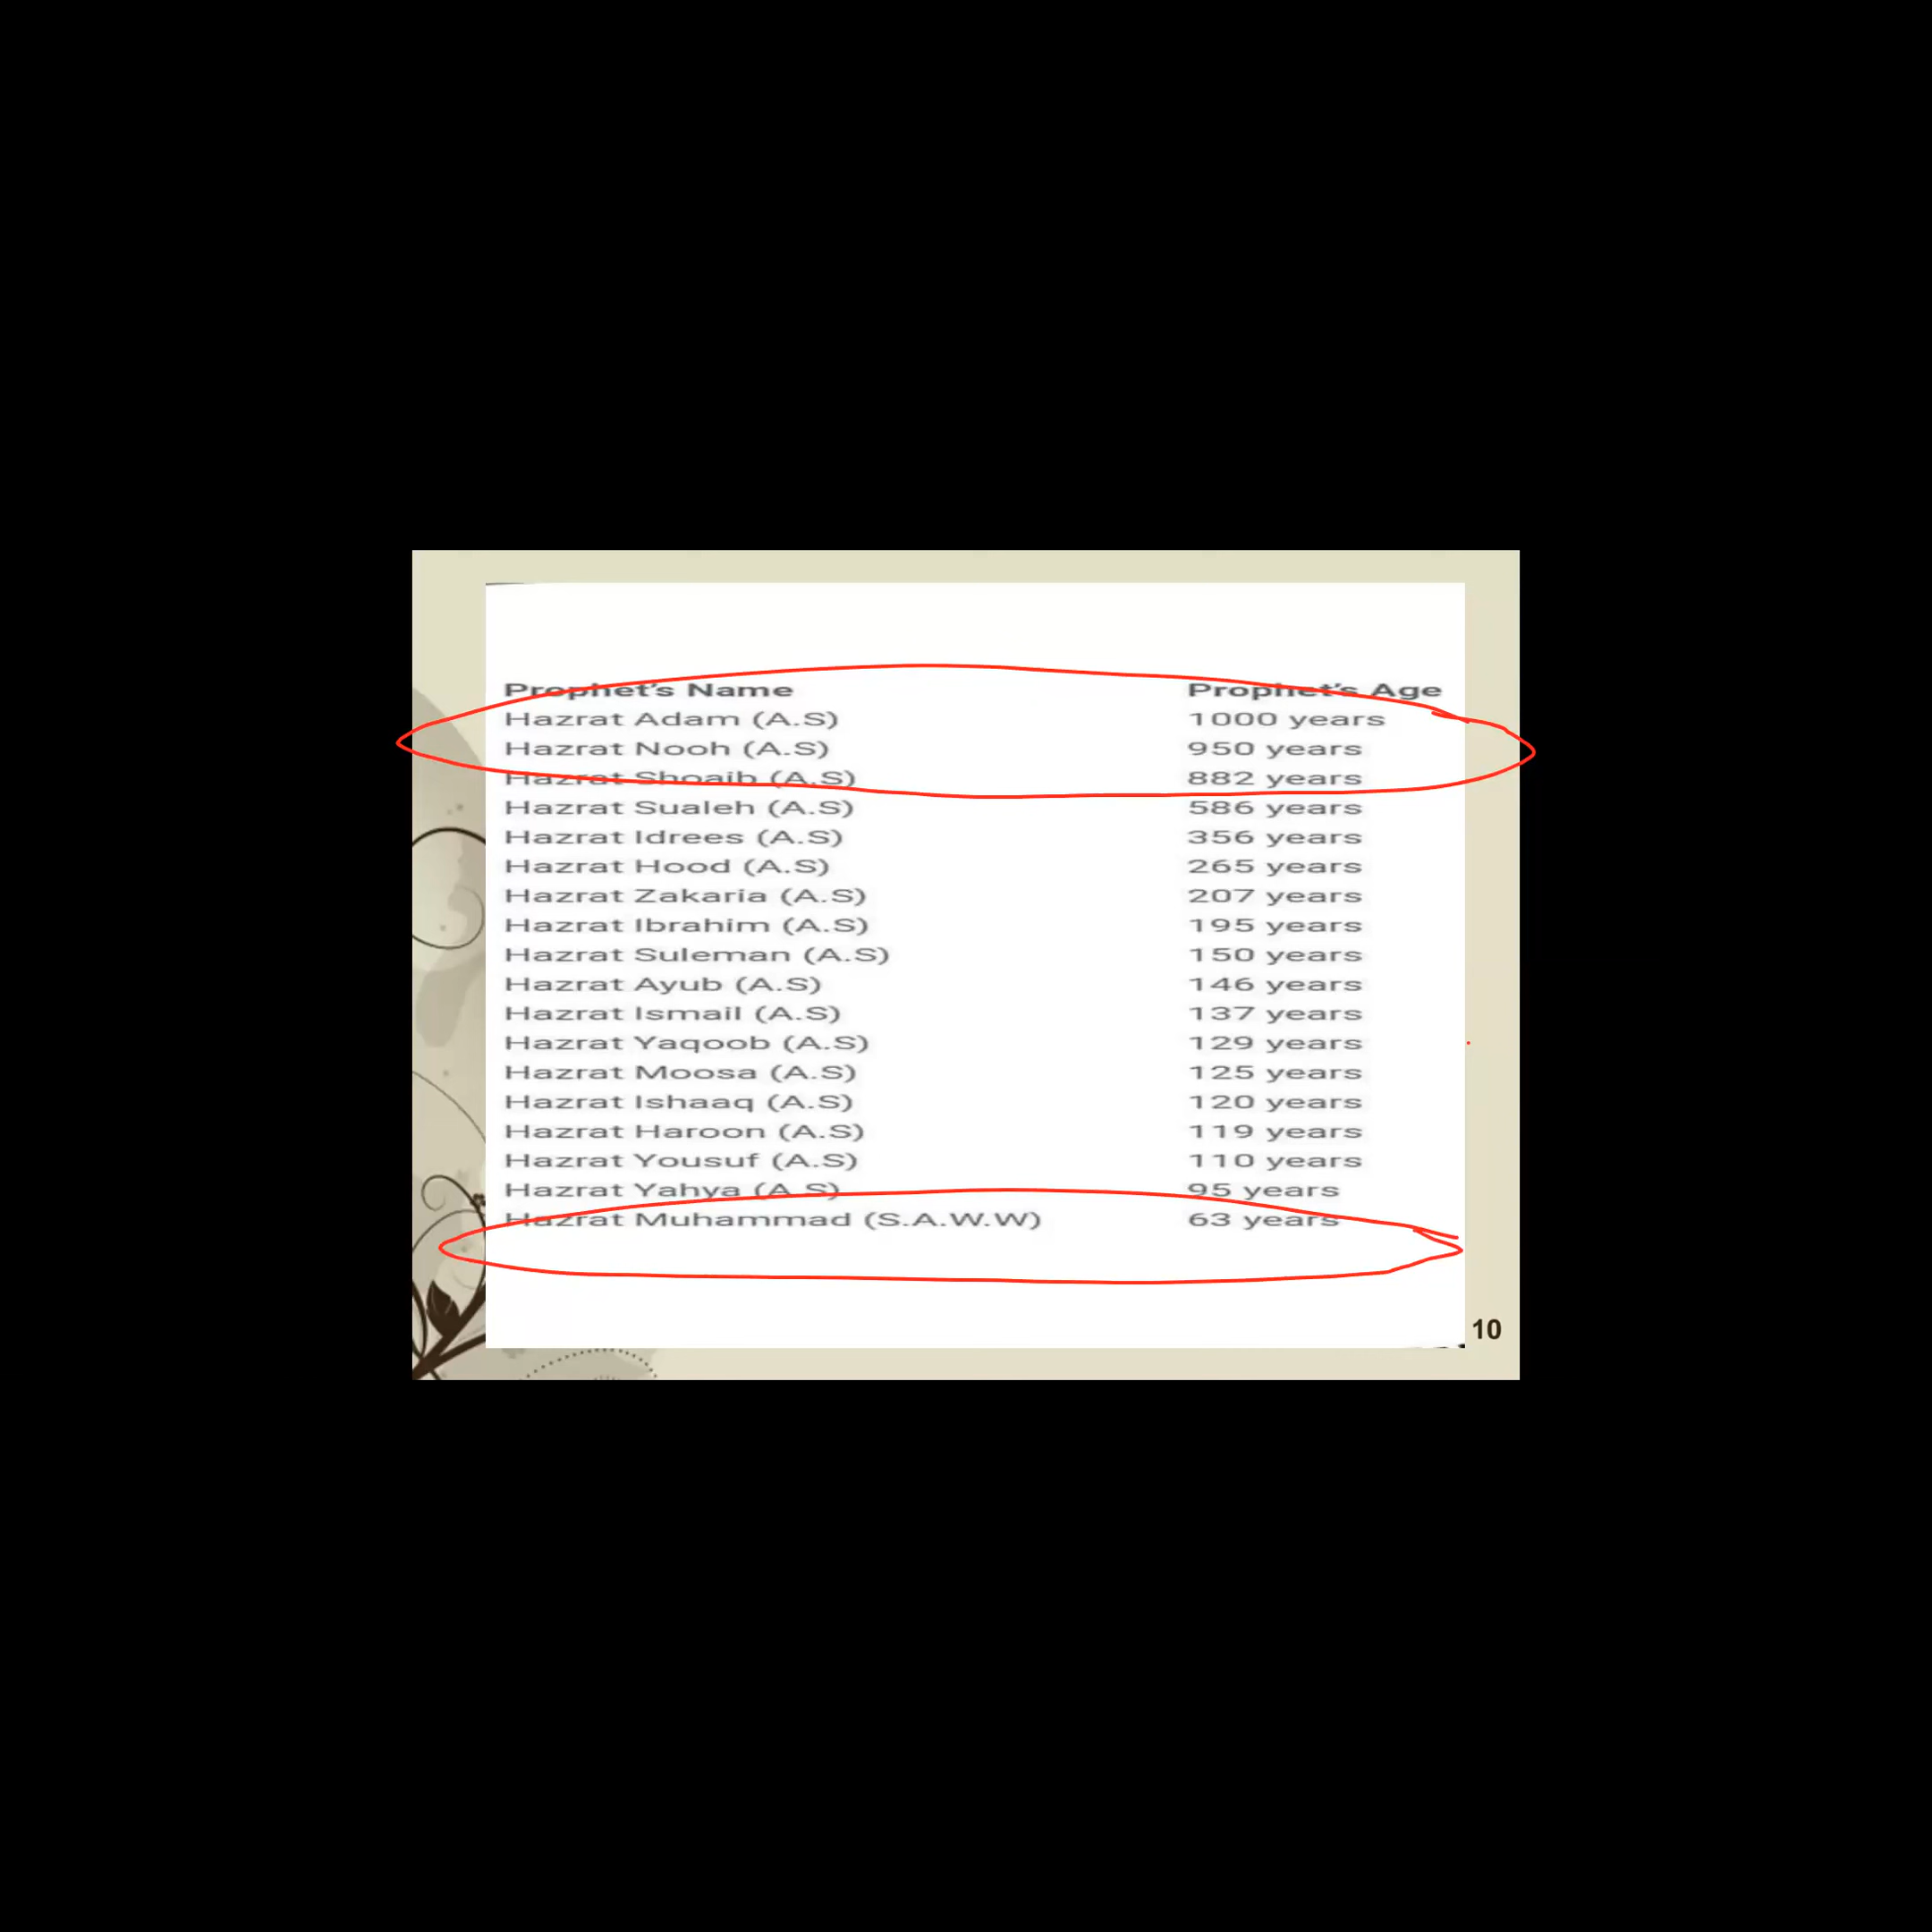 Prophet's Name Prophet's Age
Hazrat Adam (A.S) 1000 years
Hazrat Nooh (A.S) 950 years
Hazrat Shoaib (A.S) 882 years
Hazrat Sualeh (A.S) 586 years
Hazrat Idrees (A.S) 356 years
Hazrat Hood (A.S) 265 years
Hazrat Zakaria (A.S) 207 years
Hazrat Ibrahim (A.S) 195 years
Hazrat Suleman (A.S) 150 years
Hazrat Ayub (A.S) 146 years
Hazrat Ismail (A.S) 137 years
Hazrat Yaqoob (A.S) 129 years
Hazrat Moosa (A.S) 125 years
Hazrat Ishaaq (A.S) 120 years
Hazrat Haroon (A.S) 119 years
Hazrat Yousuf (A.S) 110 years
Hazrat Yahya (A.S) 95 years
Hazrat Muhammad (S.A.W.W) 63 years
10